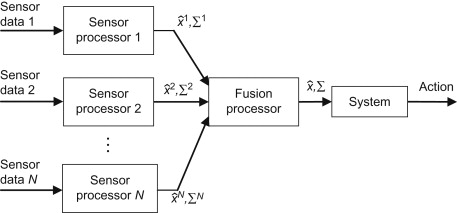 Sensor
data 1
Sensor
processor 1
x̂¹,Σ¹
Sensor
data 2
Sensor
processor 2
x̂²,Σ²
Fusion
processor
x̂,Σ
System
Action
⋮
Sensor
data N
Sensor
processor N
x̂ᴺ,Σᴺ